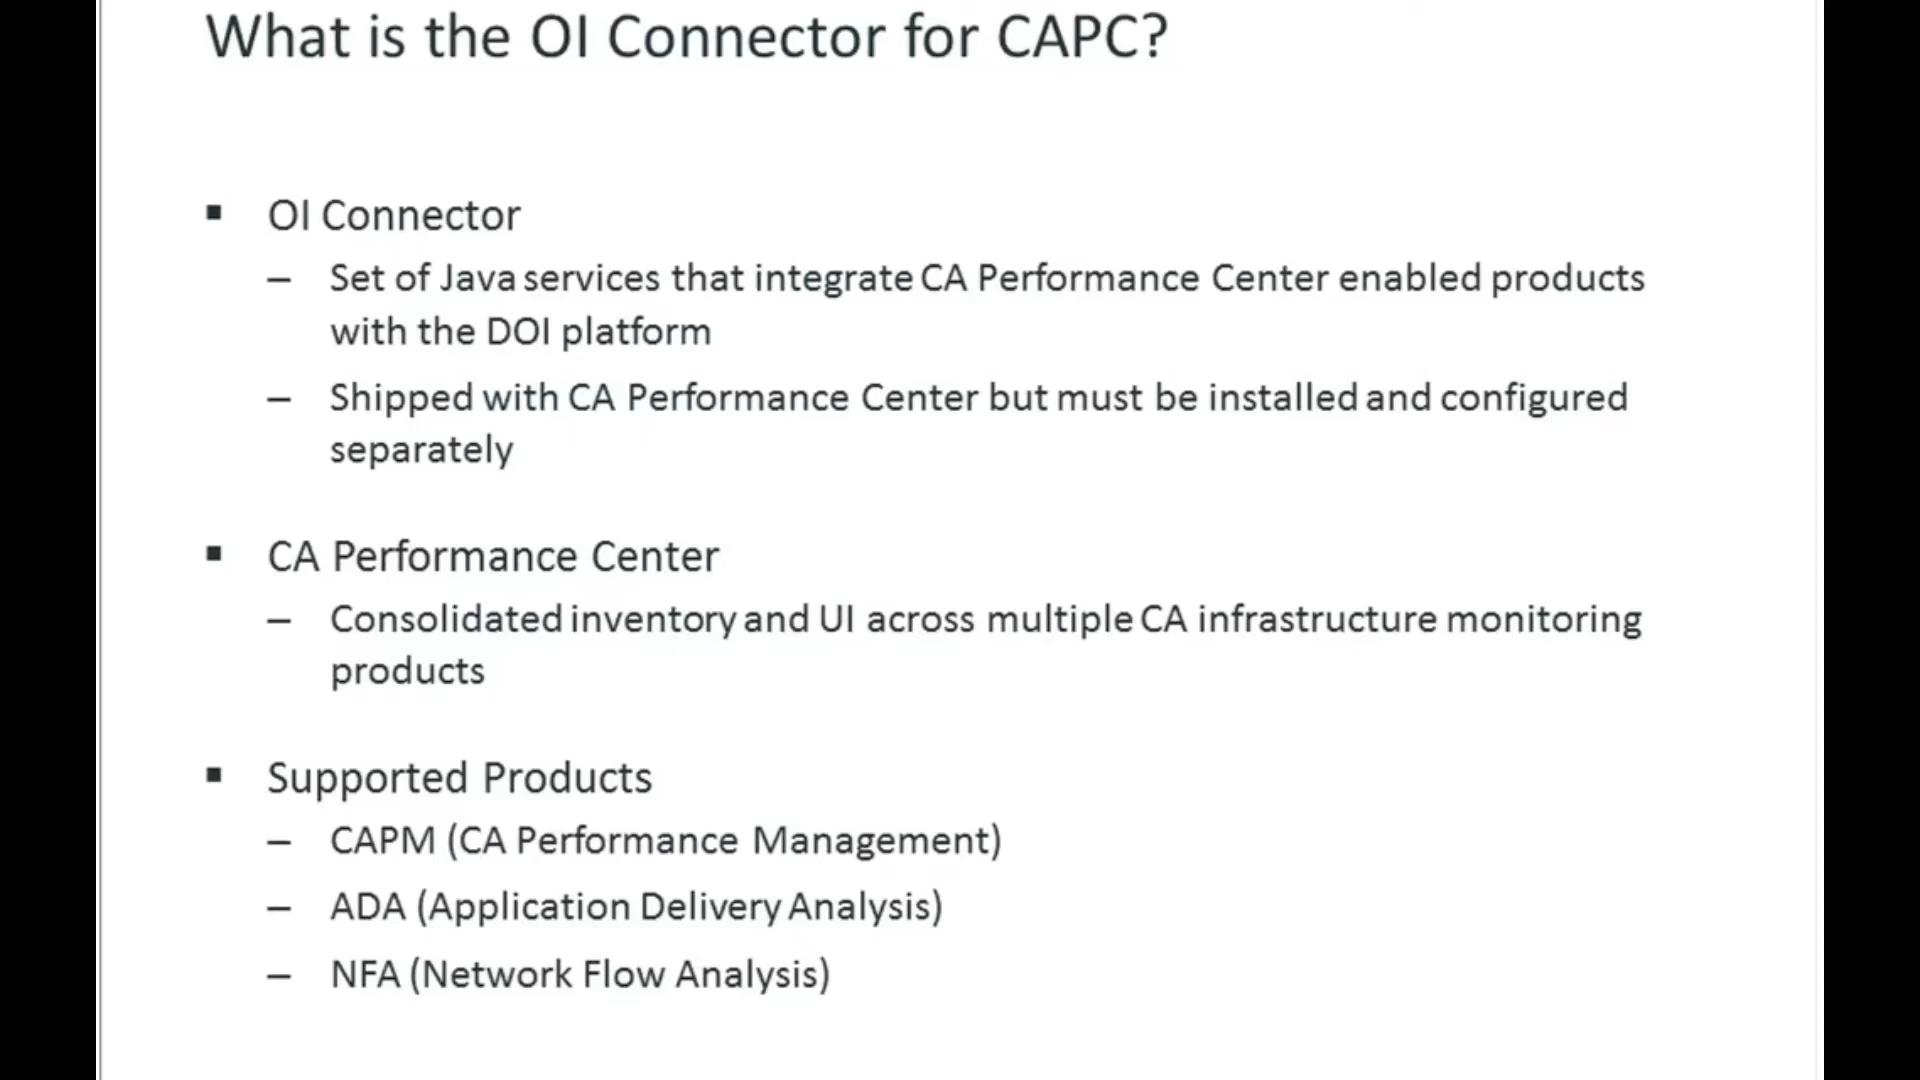 What is the OI Connector for CAPC?
▪ OI Connector
– Set of Java services that integrate CA Performance Center enabled products
with the DOI platform
– Shipped with CA Performance Center but must be installed and configured
separately
▪ CA Performance Center
– Consolidated inventory and UI across multiple CA infrastructure monitoring
products
▪ Supported Products
– CAPM (CA Performance Management)
– ADA (Application Delivery Analysis)
– NFA (Network Flow Analysis)